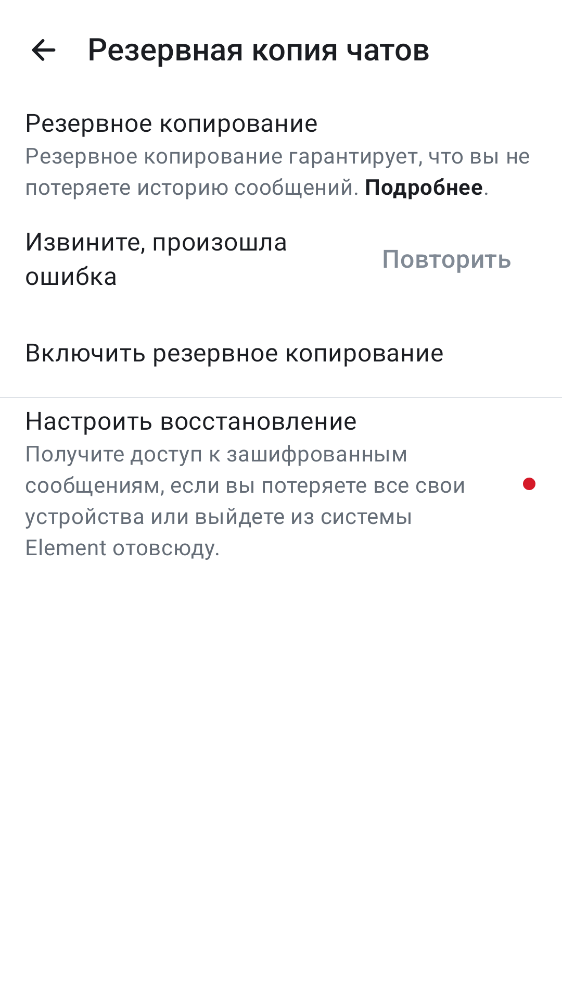 Резервная копия чатов
Резервное копирование
Резервное копирование гарантирует, что вы не
потеряете историю сообщений. Подробнее.
Извините, произошла
ошибка
Повторить
Включить резервное копирование
Настроить восстановление
Получите доступ к зашифрованным
сообщениям, если вы потеряете все свои
устройства или выйдете из системы
Element отовсюду.